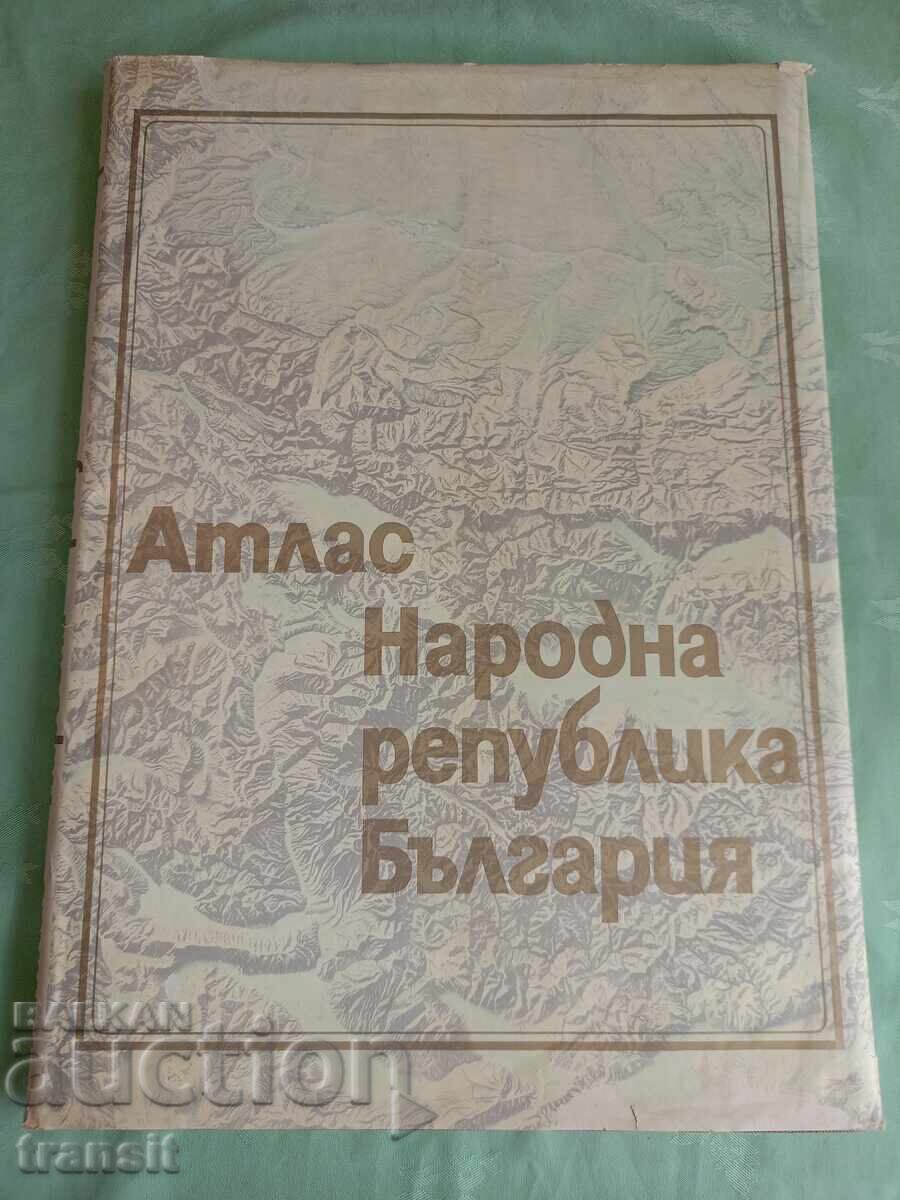 Атлас
Народна
република
България
BALKAN
auction
transit